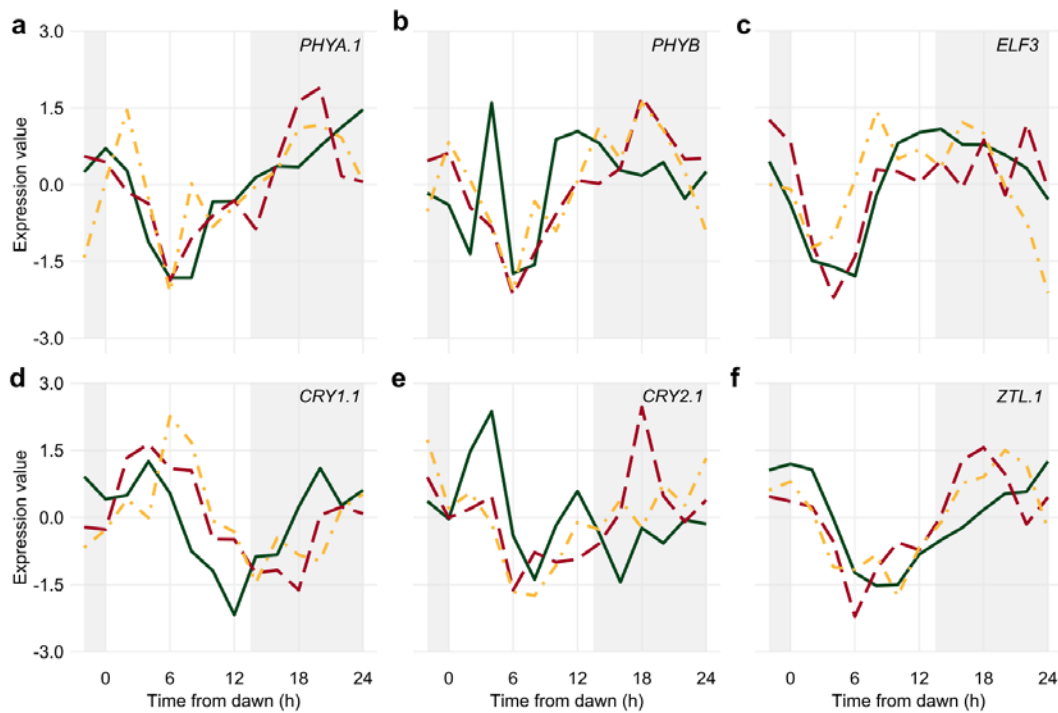 a
PHYA.1
b
PHYB
c
ELF3
3.0
1.5
0.0
-1.5
-3.0
Expression value
d
CRY1.1
e
CRY2.1
f
ZTL.1
3.0
1.5
0.0
-1.5
-3.0
Expression value
0 6 12 18 24
0 6 12 18 24
0 6 12 18 24
Time from dawn (h)
Time from dawn (h)
Time from dawn (h)